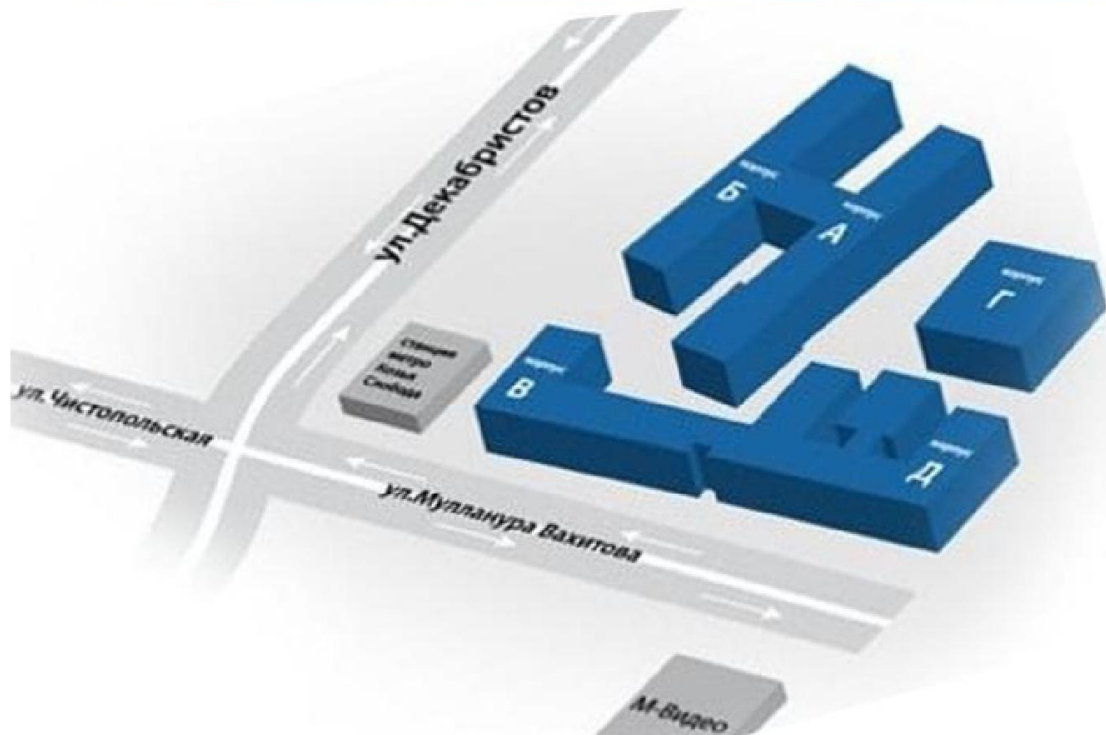 ул.Декабристов
корпус
Б
корпус
А
корпус
Г
станция
метро
Козья
Слобода
корпус
В
ул.Чистопольская
корпус
Д
ул.Мулланура Вахитова
М-Видео